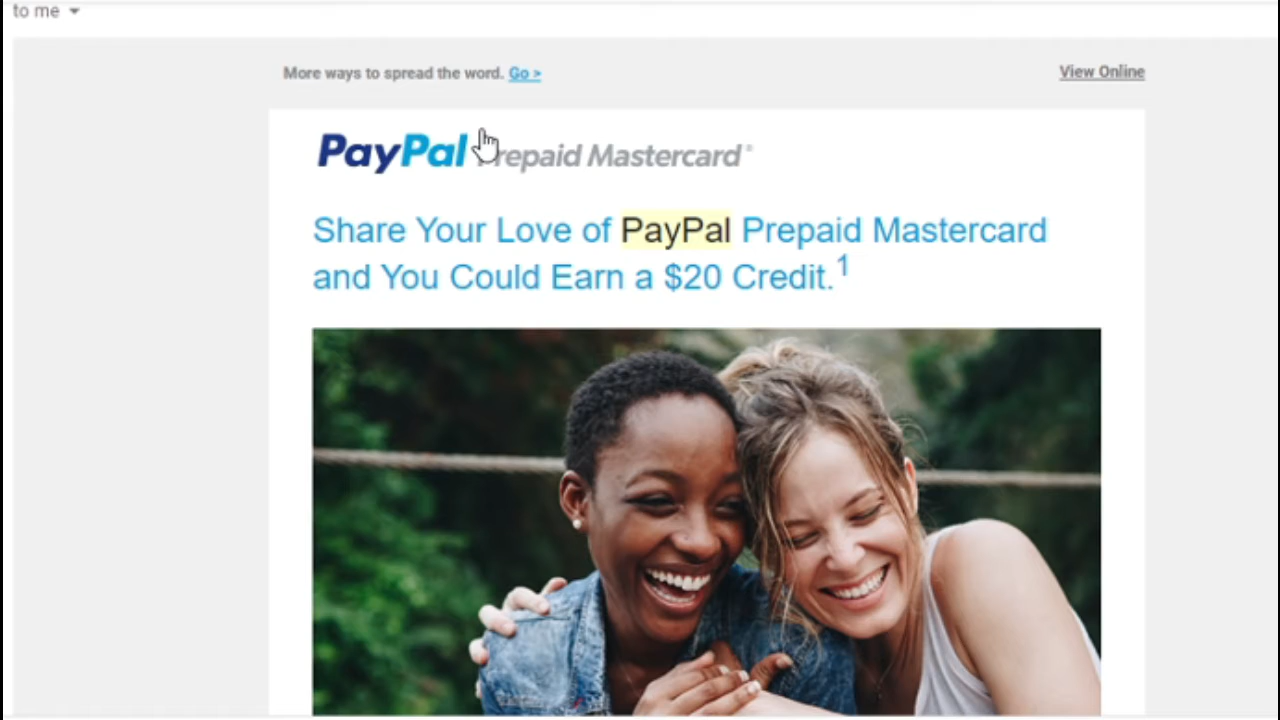 to me
More ways to spread the word. Go >
View Online
PayPal Prepaid Mastercard®
Share Your Love of PayPal Prepaid Mastercard
and You Could Earn a $20 Credit.1